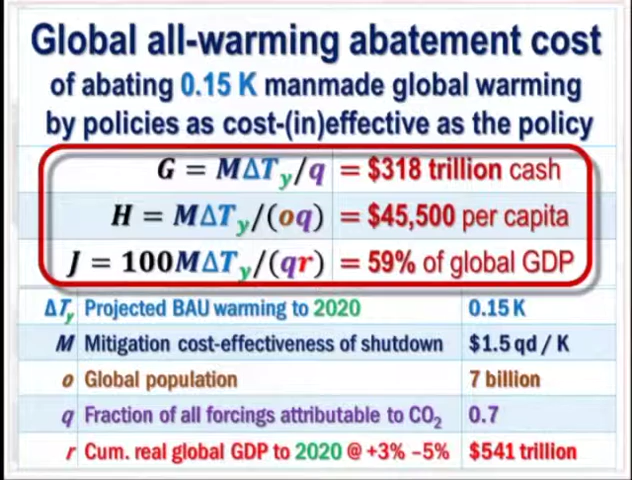 Global all-warming abatement cost
of abating 0.15 K manmade global warming
by policies as cost-(in)effective as the policy
G = MΔT_y/q = $318 trillion cash
H = MΔT_y/(oq) = $45,500 per capita
J = 100MΔT_y/(qr) = 59% of global GDP
ΔT_y Projected BAU warming to 2020 0.15 K
M Mitigation cost-effectiveness of shutdown $1.5 qd / K
o Global population 7 billion
q Fraction of all forcings attributable to CO₂ 0.7
r Cum. real global GDP to 2020 @ +3% –5% $541 trillion